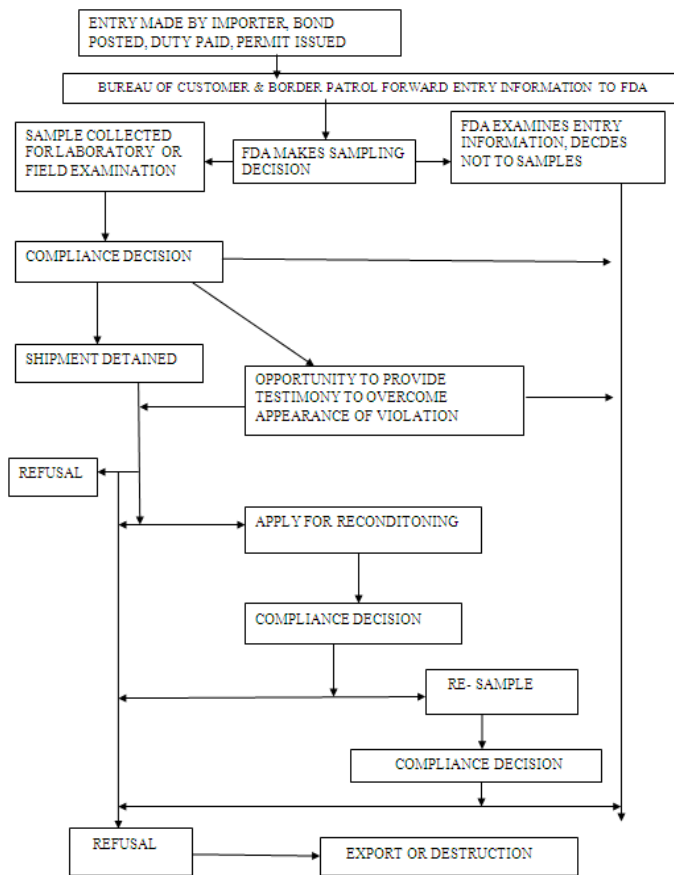 ENTRY MADE BY IMPORTER, BOND
POSTED, DUTY PAID, PERMIT ISSUED
BUREAU OF CUSTOMER & BORDER PATROL FORWARD ENTRY INFORMATION TO FDA
SAMPLE COLLECTED
FOR LABORATORY OR
FIELD EXAMINATION
FDA MAKES SAMPLING
DECISION
FDA EXAMINES ENTRY
INFORMATION, DECDES
NOT TO SAMPLES
COMPLIANCE DECISION
SHIPMENT DETAINED
OPPORTUNITY TO PROVIDE
TESTIMONY TO OVERCOME
APPEARANCE OF VIOLATION
REFUSAL
APPLY FOR RECONDITONING
COMPLIANCE DECISION
RE- SAMPLE
COMPLIANCE DECISION
REFUSAL
EXPORT OR DESTRUCTION